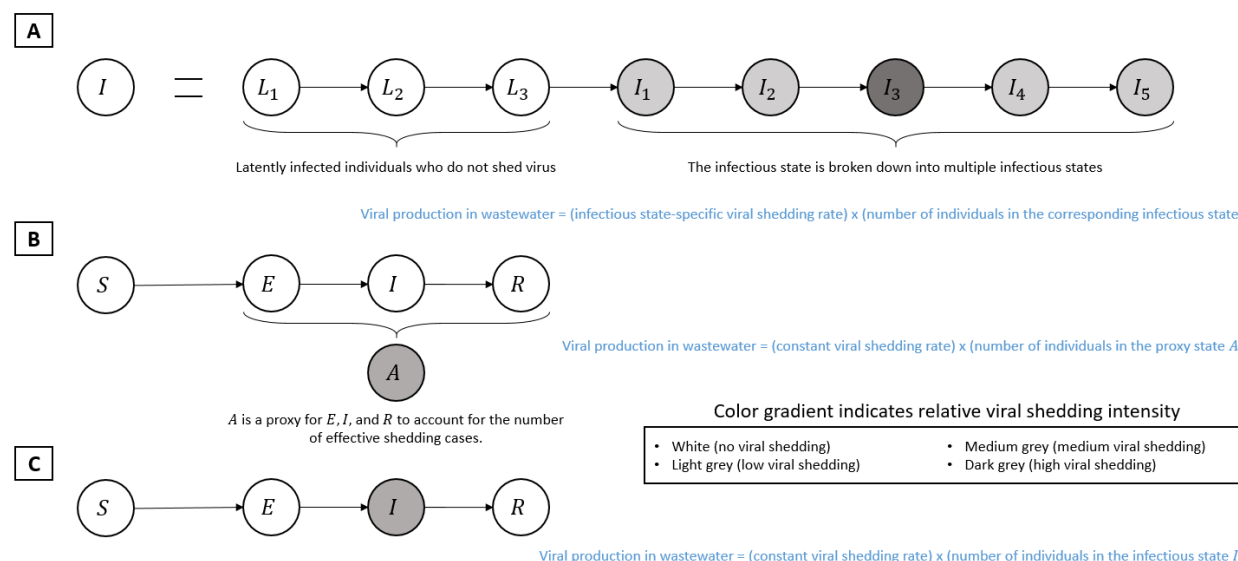 A
I = L₁ L₂ L₃ I₁ I₂ I₃ I₄ I₅
Latently infected individuals who do not shed virus
The infectious state is broken down into multiple infectious states
Viral production in wastewater = (infectious state-specific viral shedding rate) x (number of individuals in the corresponding infectious state
B
S E I R
Viral production in wastewater = (constant viral shedding rate) x (number of individuals in the proxy state A
A
A is a proxy for E, I, and R to account for the number
of effective shedding cases.
Color gradient indicates relative viral shedding intensity
• White (no viral shedding)
• Light grey (low viral shedding)
• Medium grey (medium viral shedding)
• Dark grey (high viral shedding)
C
S E I R
Viral production in wastewater = (constant viral shedding rate) x (number of individuals in the infectious state I